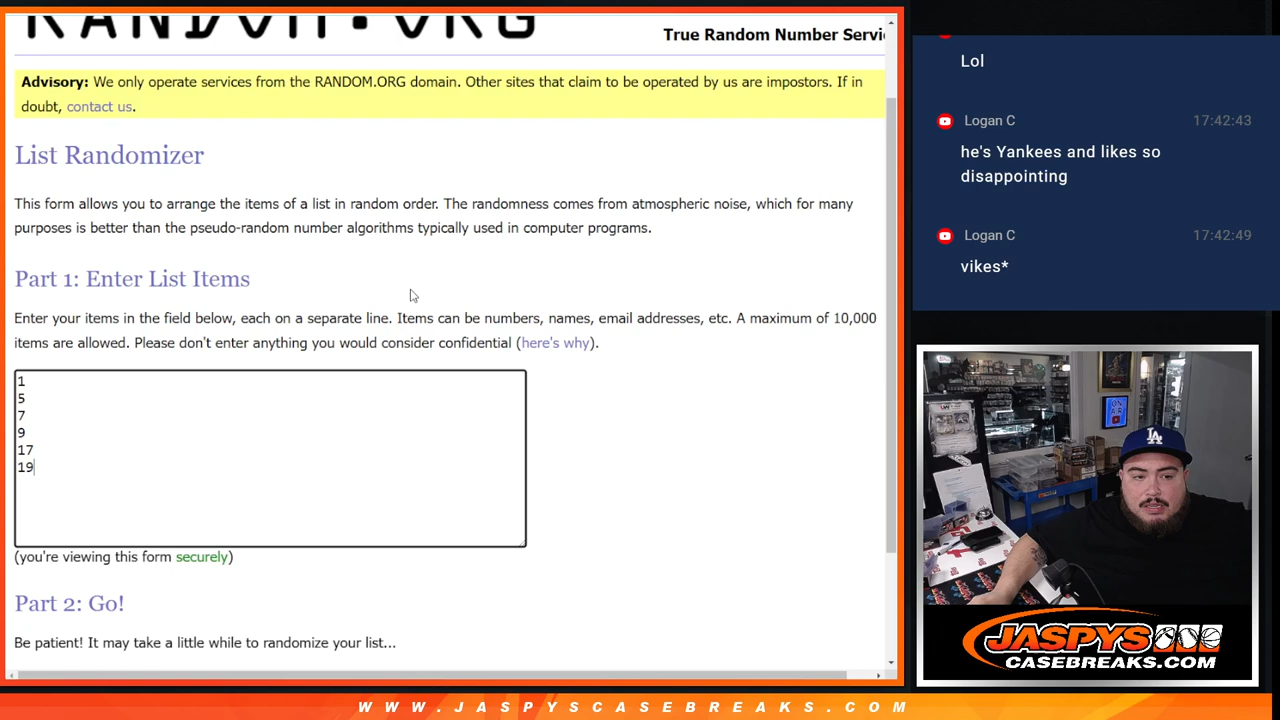 RANDOM.ORG
True Random Number Servi
Advisory: We only operate services from the RANDOM.ORG domain. Other sites that claim to be operated by us are impostors. If in
doubt, contact us.
List Randomizer
This form allows you to arrange the items of a list in random order. The randomness comes from atmospheric noise, which for many
purposes is better than the pseudo-random number algorithms typically used in computer programs.
Part 1: Enter List Items
Enter your items in the field below, each on a separate line. Items can be numbers, names, email addresses, etc. A maximum of 10,000
items are allowed. Please don't enter anything you would consider confidential (here's why).
1
5
7
9
17
19
(you're viewing this form securely)
Part 2: Go!
Be patient! It may take a little while to randomize your list...
Lol
Logan C 17:42:43
he's Yankees and likes so
disappointing
Logan C 17:42:49
vikes*
ON
AIR
LA
JASPYS
CASEBREAKS.COM
WWW.JASPYSCASEBREAKS.COM